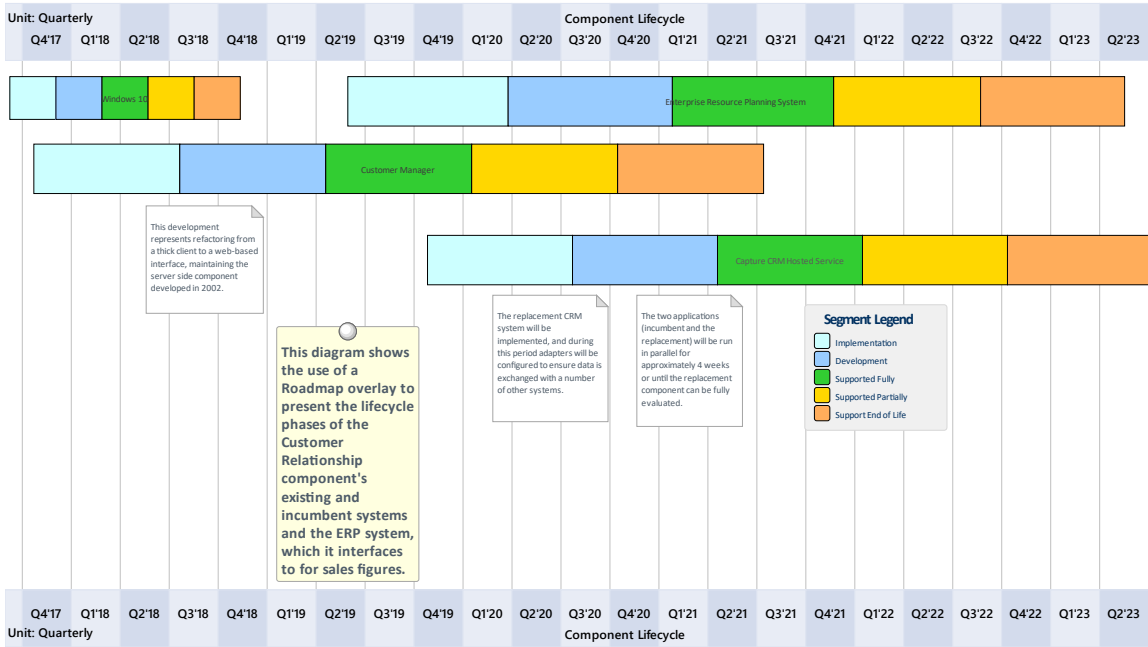 Unit: Quarterly
Component Lifecycle
Q4'17 Q1'18 Q2'18 Q3'18 Q4'18 Q1'19 Q2'19 Q3'19 Q4'19 Q1'20 Q2'20 Q3'20 Q4'20 Q1'21 Q2'21 Q3'21 Q4'21 Q1'22 Q2'22 Q3'22 Q4'22 Q1'23 Q2'23
Windows 10
Enterprise Resource Planning System
Customer Manager
This development
represents refactoring from
a thick client to a web-based
interface, maintaining the
server side component
developed in 2002.
Capture CRM Hosted Service
This diagram shows
the use of a
Roadmap overlay to
present the lifecycle
phases of the
Customer
Relationship
component's
existing and
incumbent systems
and the ERP system,
which it interfaces
to for sales figures.
The replacement CRM
system will be
implemented, and during
this period adapters will be
configured to ensure data is
exchanged with a number
of other systems.
The two applications
(incumbent and the
replacement) will be run
in parallel for
approximately 4 weeks
or until the replacement
component can be fully
evaluated.
Segment Legend
Implementation
Development
Supported Fully
Supported Partially
Support End of Life
Q4'17 Q1'18 Q2'18 Q3'18 Q4'18 Q1'19 Q2'19 Q3'19 Q4'19 Q1'20 Q2'20 Q3'20 Q4'20 Q1'21 Q2'21 Q3'21 Q4'21 Q1'22 Q2'22 Q3'22 Q4'22 Q1'23 Q2'23
Unit: Quarterly
Component Lifecycle